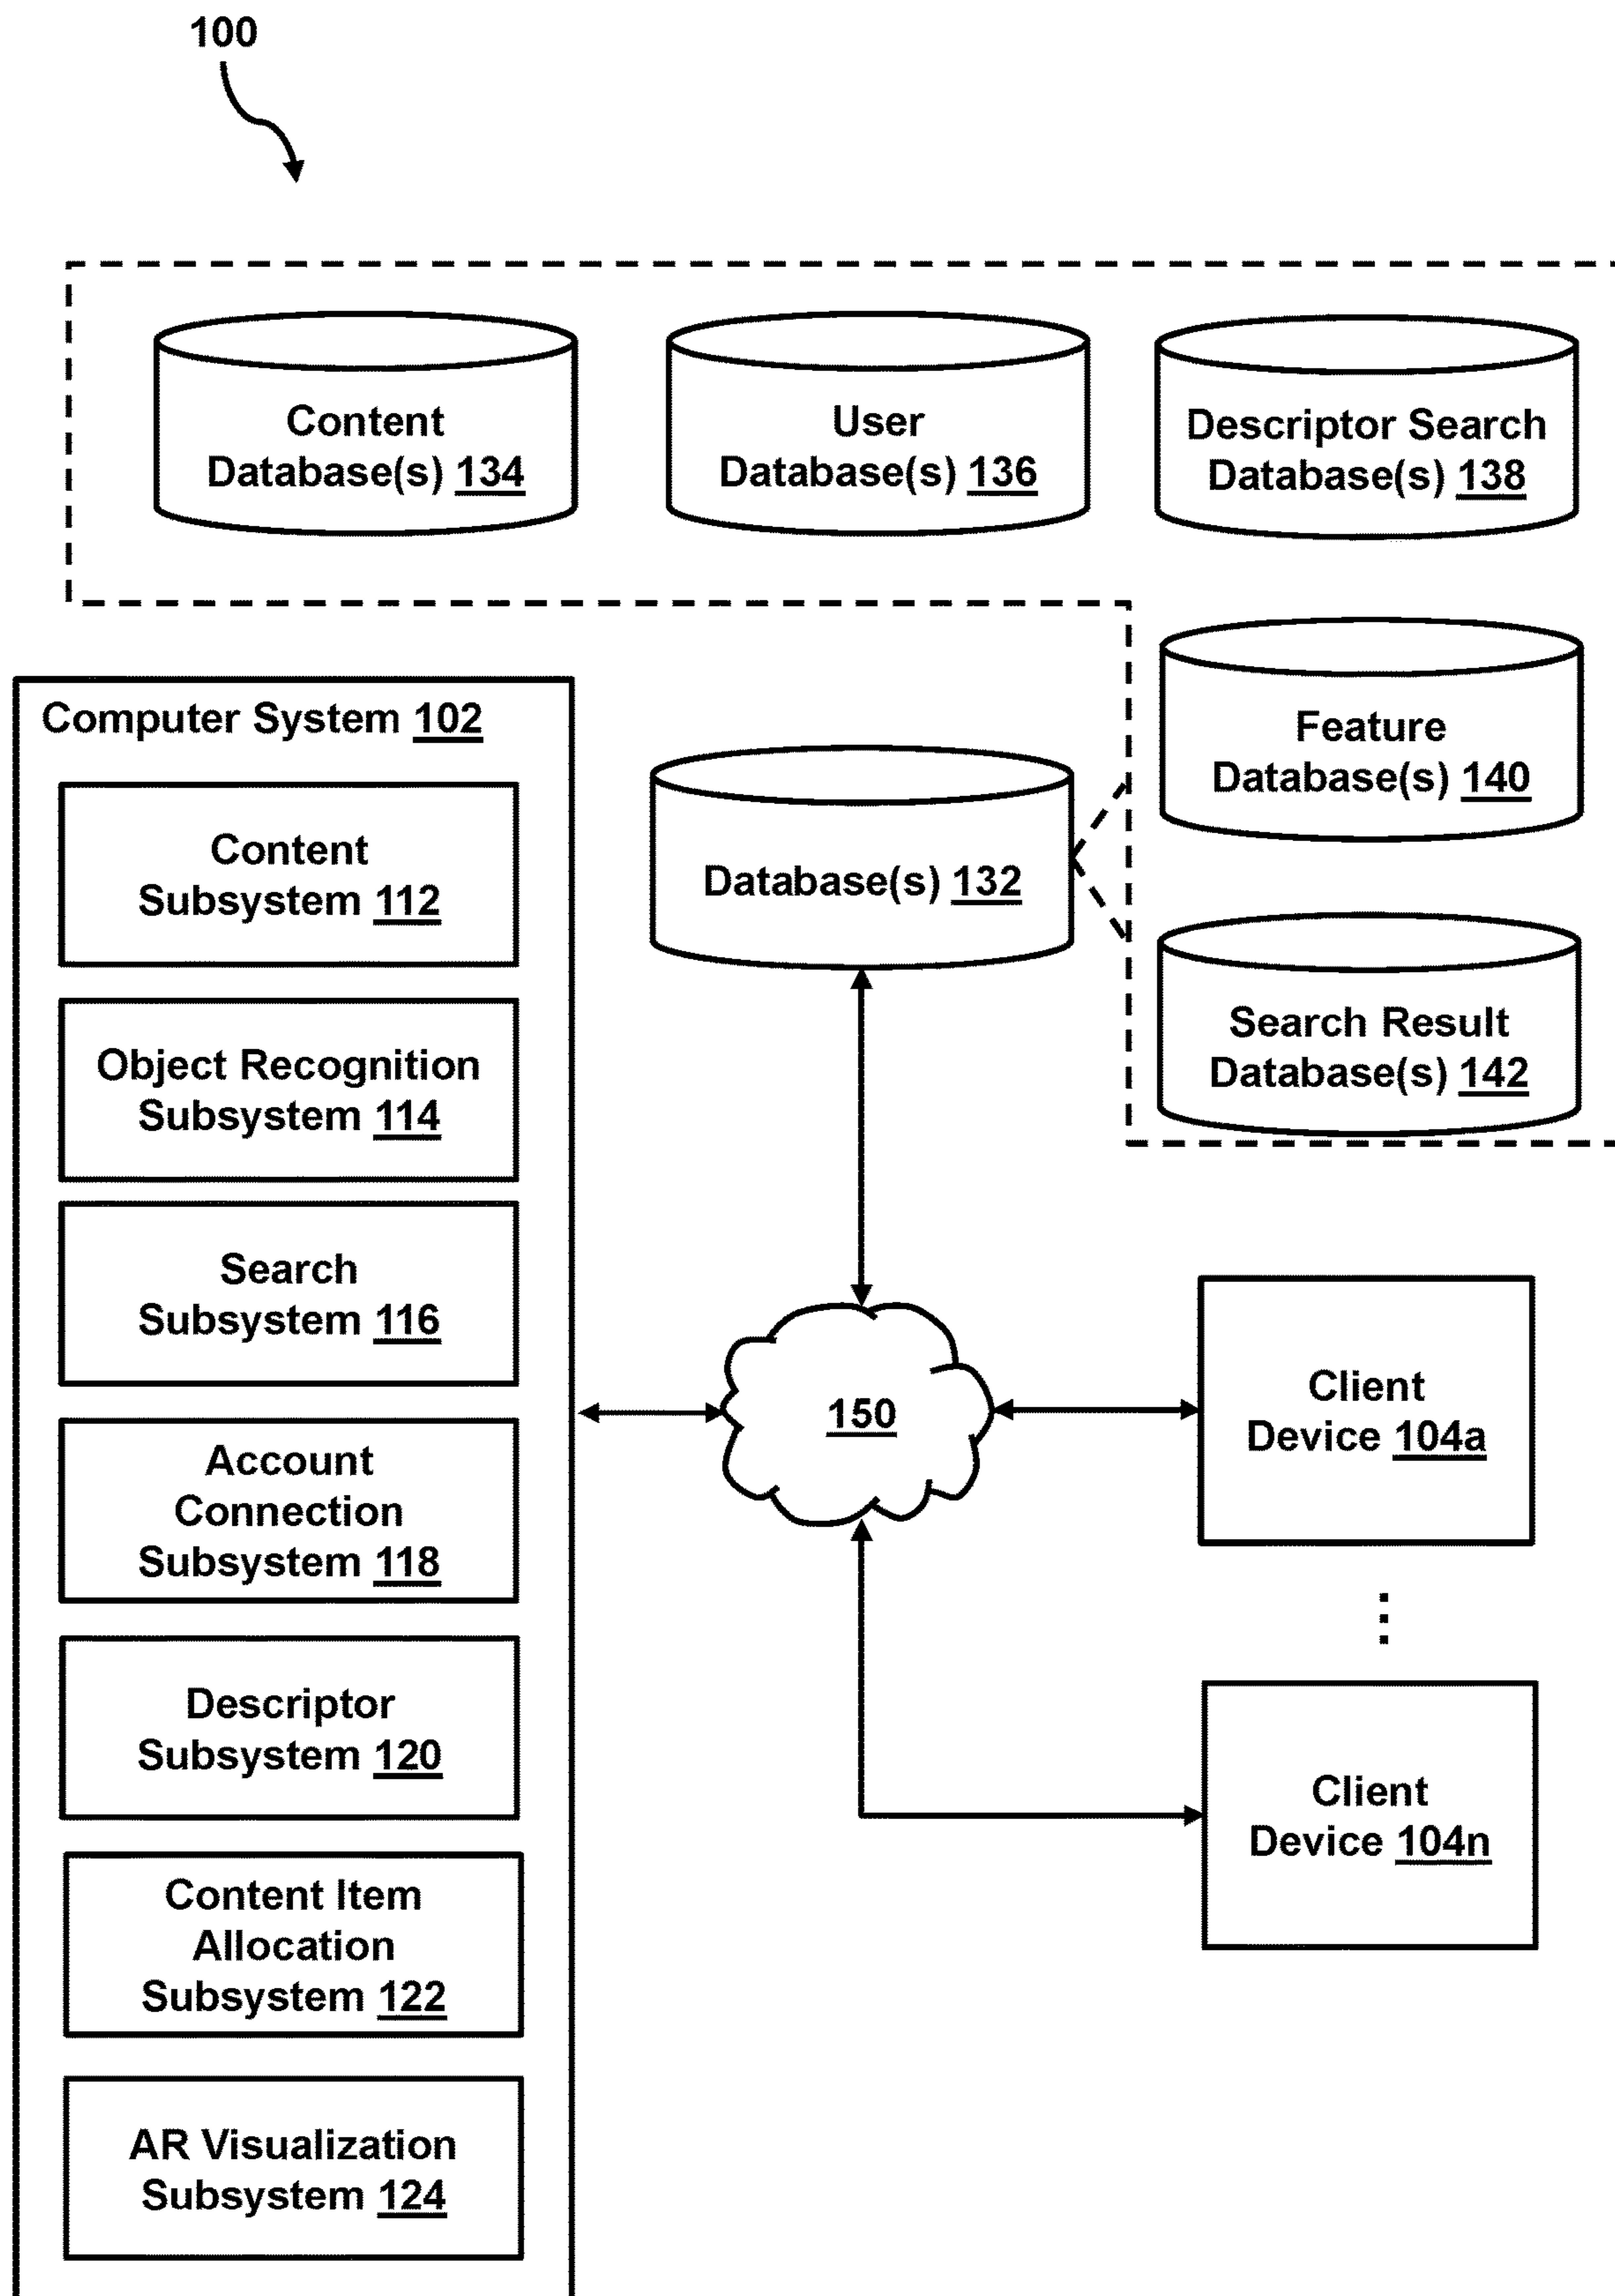 100
Content
Database(s) 134
User
Database(s) 136
Descriptor Search
Database(s) 138
Feature
Database(s) 140
Search Result
Database(s) 142
Database(s) 132
Computer System 102
Content
Subsystem 112
Object Recognition
Subsystem 114
Search
Subsystem 116
Account
Connection
Subsystem 118
Descriptor
Subsystem 120
Content Item
Allocation
Subsystem 122
AR Visualization
Subsystem 124
150
Client
Device 104a
Client
Device 104n